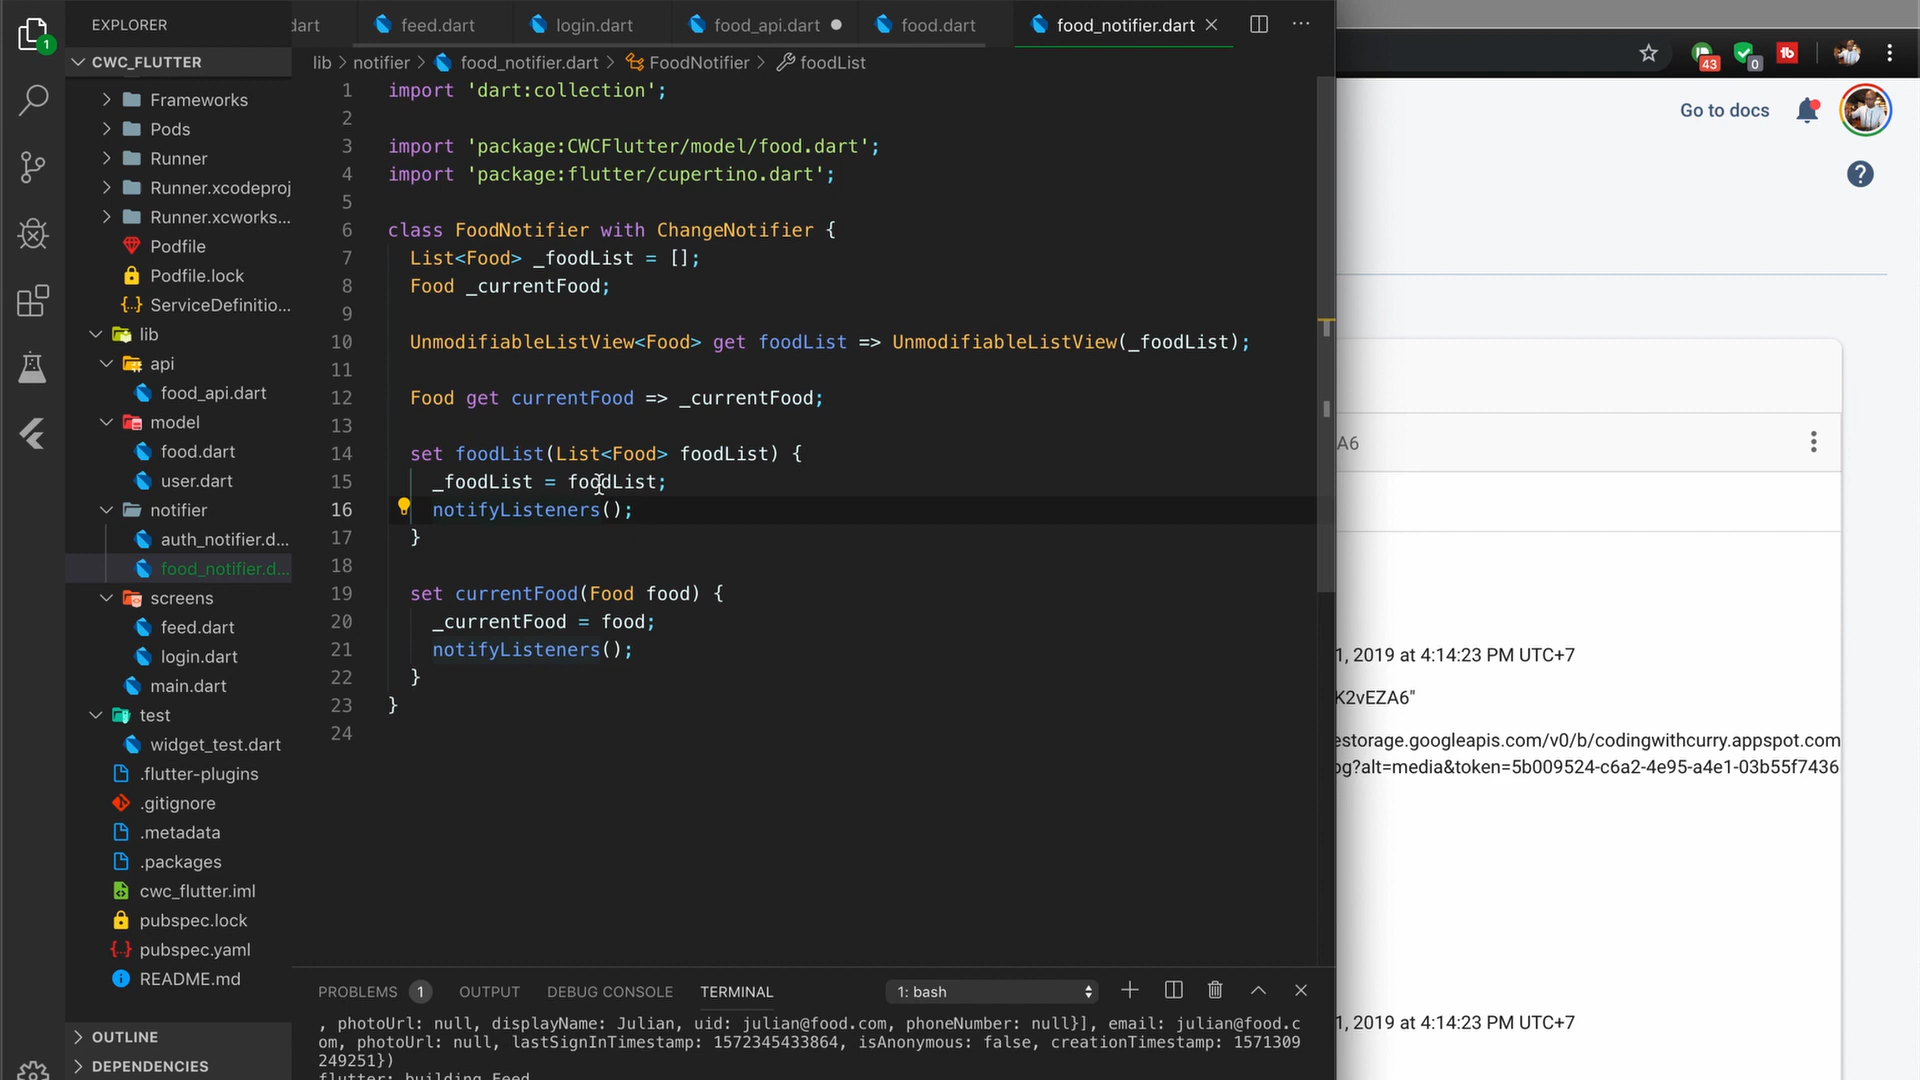 EXPLORER
dart
feed.dart
login.dart
food_api.dart
food.dart
food_notifier.dart
CWC_FLUTTER
lib > notifier > food_notifier.dart > FoodNotifier > foodList
Frameworks
Pods
Runner
Runner.xcodeproj
Runner.xcworks...
Podfile
Podfile.lock
ServiceDefinitio...
lib
api
food_api.dart
model
food.dart
user.dart
notifier
auth_notifier.d...
food_notifier.d...
screens
feed.dart
login.dart
main.dart
test
widget_test.dart
.flutter-plugins
.gitignore
.metadata
.packages
cwc_flutter.iml
pubspec.lock
pubspec.yaml
README.md
OUTLINE
DEPENDENCIES
1 import 'dart:collection';
2
3 import 'package:CWCFlutter/model/food.dart';
4 import 'package:flutter/cupertino.dart';
5
6 class FoodNotifier with ChangeNotifier {
7 List<Food> _foodList = [];
8 Food _currentFood;
9
10 UnmodifiableListView<Food> get foodList => UnmodifiableListView(_foodList);
11
12 Food get currentFood => _currentFood;
13
14 set foodList(List<Food> foodList) {
15 _foodList = foodList;
16 notifyListeners();
17 }
18
19 set currentFood(Food food) {
20 _currentFood = food;
21 notifyListeners();
22 }
23 }
24
PROBLEMS 1 OUTPUT DEBUG CONSOLE TERMINAL 1: bash
, photoUrl: null, displayName: Julian, uid: julian@food.com, phoneNumber: null}], email: julian@food.c
om, photoUrl: null, lastSignInTimestamp: 1572345433864, isAnonymous: false, creationTimestamp: 1571309
249251})
flutter: building Feed
1
43
0
tb
Go to docs
?
A6
1, 2019 at 4:14:23 PM UTC+7
K2vEZA6"
estorage.googleapis.com/v0/b/codingwithcurry.appspot.com
pg?alt=media&token=5b009524-c6a2-4e95-a4e1-03b55f7436
1, 2019 at 4:14:23 PM UTC+7